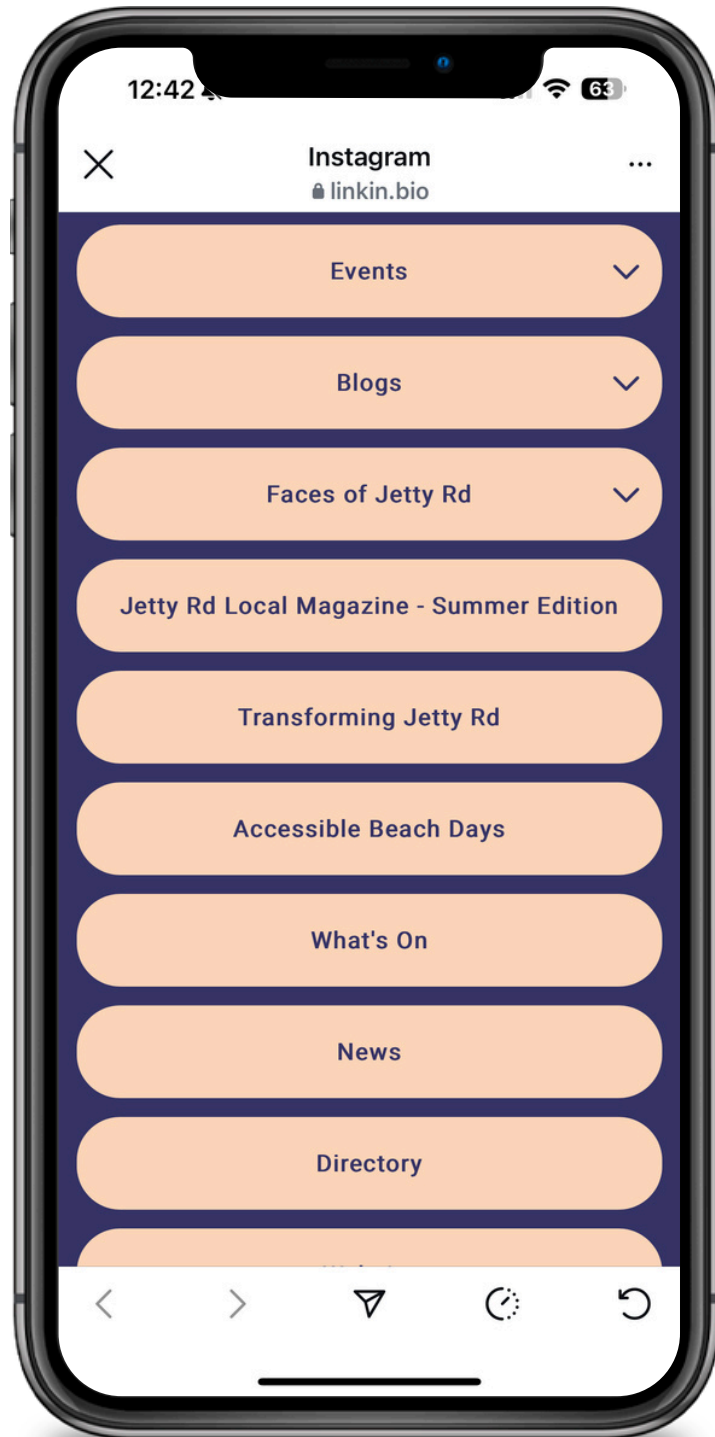 12:42
63
Instagram
linkin.bio
Events
Blogs
Faces of Jetty Rd
Jetty Rd Local Magazine - Summer Edition
Transforming Jetty Rd
Accessible Beach Days
What's On
News
Directory